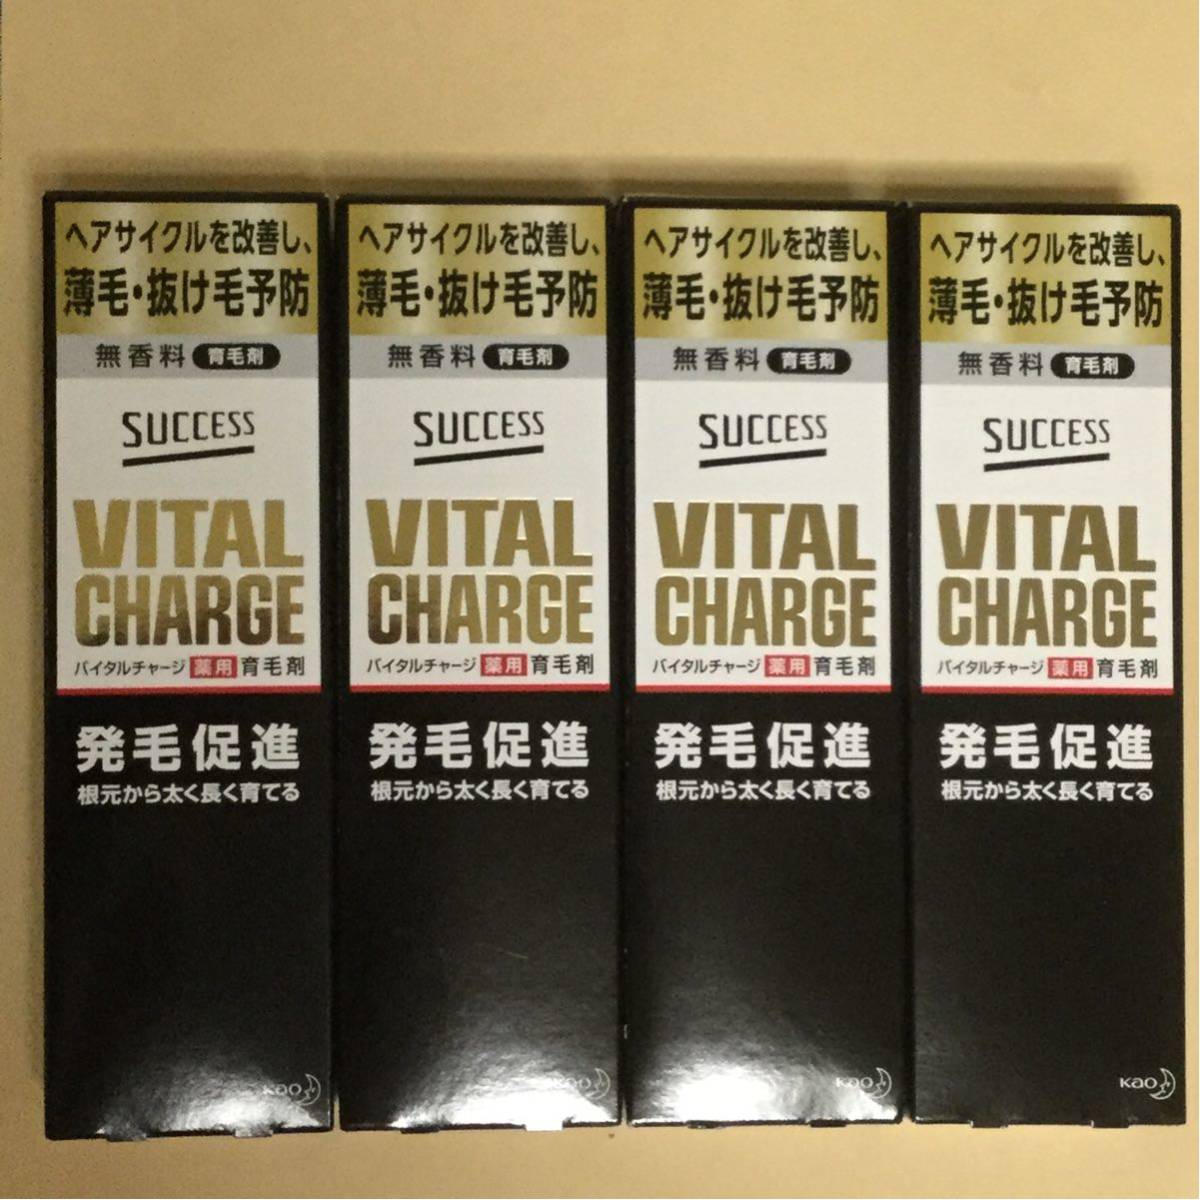 ヘアサイクルを改善し、
薄毛・抜け毛予防
無香料 育毛剤
SUCCESS
VITAL
CHARGE
バイタルチャージ 薬用 育毛剤
発毛促進
根元から太く長く育てる
Kao
ヘアサイクルを改善し、
薄毛・抜け毛予防
無香料 育毛剤
SUCCESS
VITAL
CHARGE
バイタルチャージ 薬用 育毛剤
発毛促進
根元から太く長く育てる
Kao
ヘアサイクルを改善し、
薄毛・抜け毛予防
無香料 育毛剤
SUCCESS
VITAL
CHARGE
バイタルチャージ 薬用 育毛剤
発毛促進
根元から太く長く育てる
Kao
ヘアサイクルを改善し、
薄毛・抜け毛予防
無香料 育毛剤
SUCCESS
VITAL
CHARGE
バイタルチャージ 薬用 育毛剤
発毛促進
根元から太く長く育てる
Kao